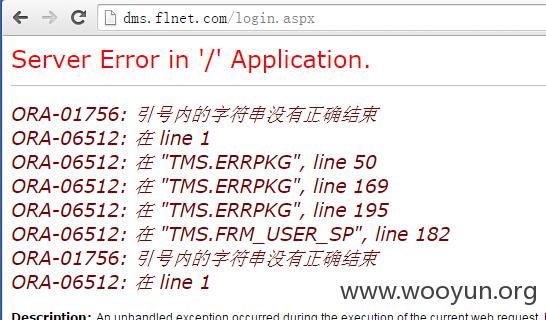 dms.flnet.com/login.aspx
Server Error in '/' Application.
ORA-01756: 引号内的字符串没有正确结束
ORA-06512: 在 line 1
ORA-06512: 在 "TMS.ERRPKG", line 50
ORA-06512: 在 "TMS.ERRPKG", line 169
ORA-06512: 在 "TMS.ERRPKG", line 195
ORA-06512: 在 "TMS.FRM_USER_SP", line 182
ORA-01756: 引号内的字符串没有正确结束
ORA-06512: 在 line 1
www.wooyun.org
Description: An unhandled exception occurred during the execution of the current web request.